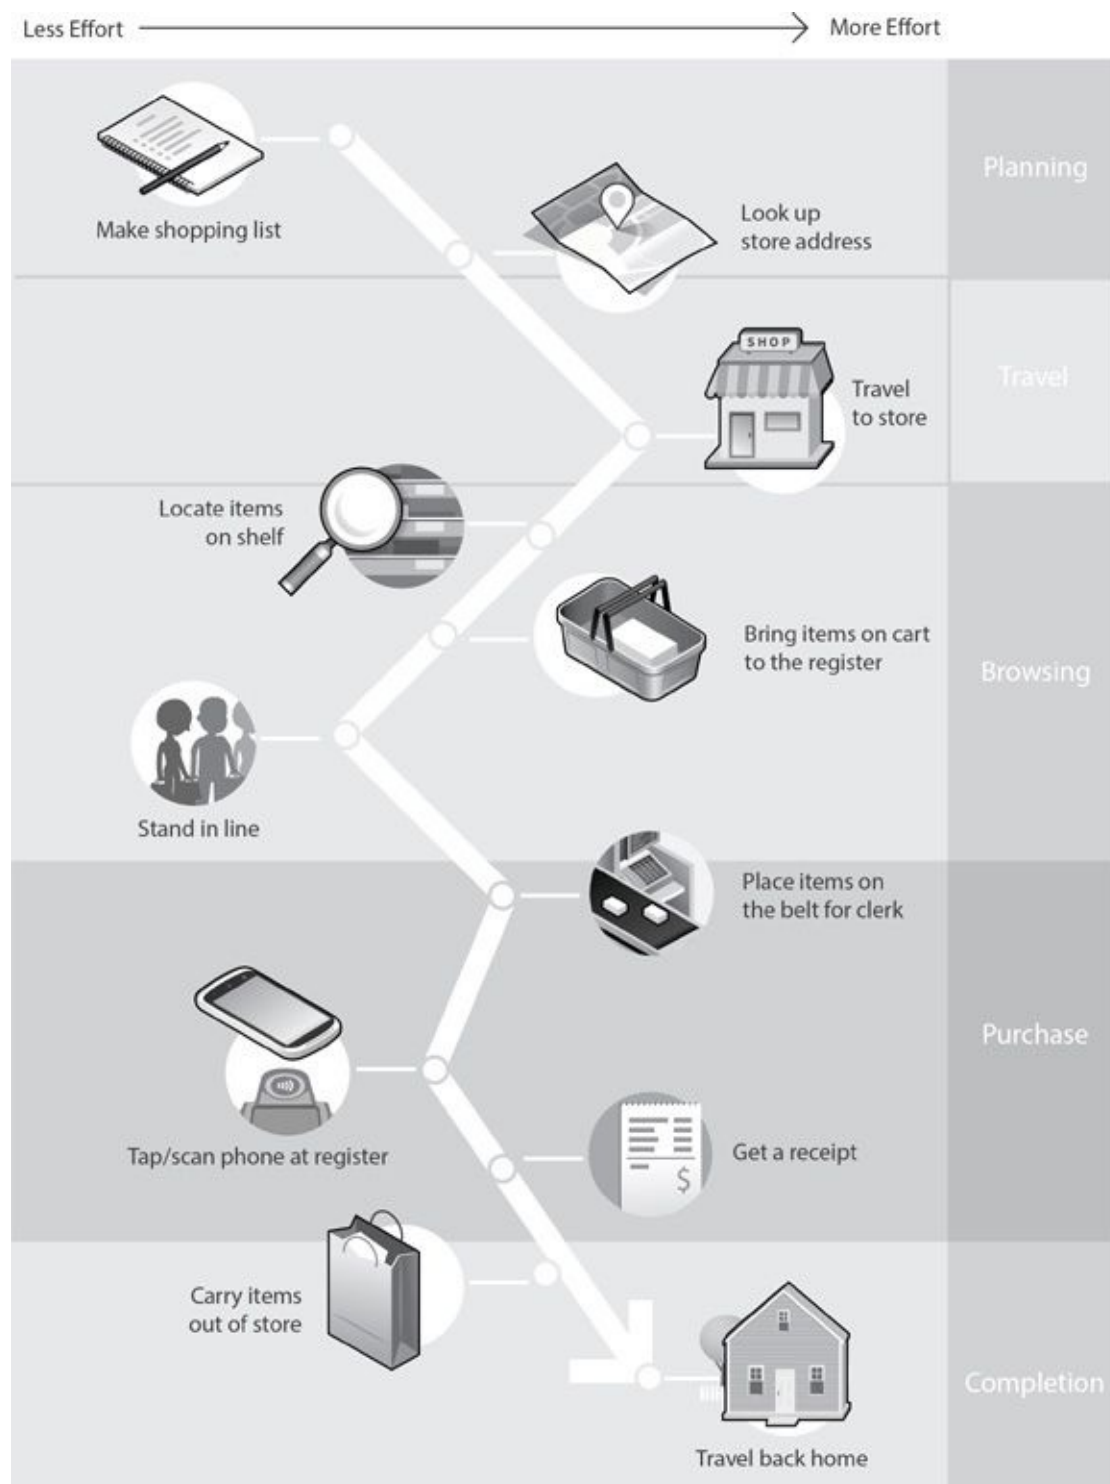 Less Effort
More Effort
Planning
Make shopping list
Look up
store address
SHOP
Travel
Travel
to store
Locate items
on shelf
Bring items on cart
to the register
Browsing
Stand in line
Place items on
the belt for clerk
Purchase
Tap/scan phone at register
Get a receipt
$
Carry items
out of store
Completion
Travel back home